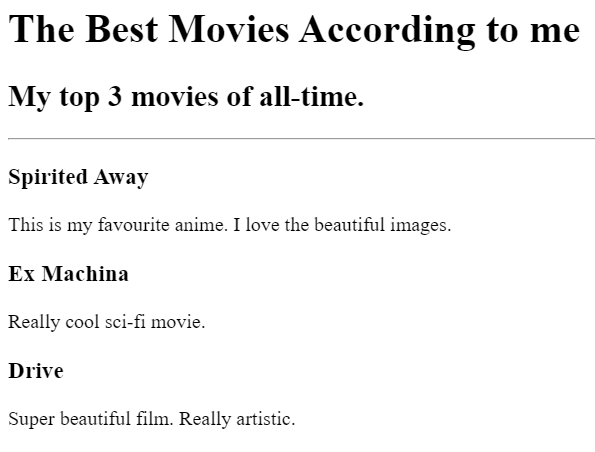 The Best Movies According to me
My top 3 movies of all-time.
Spirited Away
This is my favourite anime. I love the beautiful images.
Ex Machina
Really cool sci-fi movie.
Drive
Super beautiful film. Really artistic.